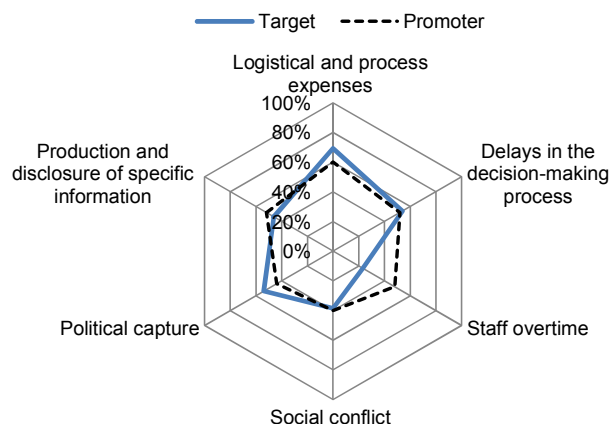 Target
Promoter
Logistical and process
expenses
100%
80%
60%
40%
20%
0%
Delays in the
decision-making
process
Staff overtime
Social conflict
Political capture
Production and
disclosure of specific
information